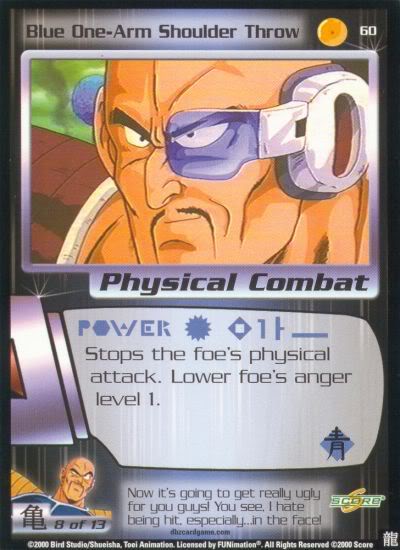 Blue One-Arm Shoulder Throw 60
Physical Combat
POWER
Stops the foe's physical
attack. Lower foe's anger
level 1.
青
SCORE
Now it's going to get really ugly
for you guys! You see, I hate
being hit, especially...in the face!
亀 8 of 13
dbzcardgame.com
龍
©2000 Bird Studio/Shueisha, Toei Animation. Licensed by FUNimation®. All Rights Reserved ©2000 Score